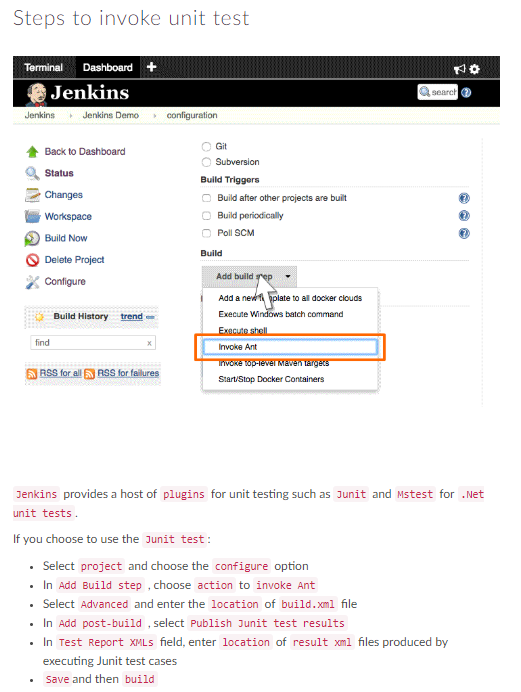 Steps to invoke unit test
Terminal Dashboard +
Jenkins search
Jenkins › Jenkins Demo › configuration
Back to Dashboard
Status
Changes
Workspace
Build Now
Delete Project
Configure
Build History trend
find x
RSS for all RSS for failures
Git
Subversion
Build Triggers
Build after other projects are built
Build periodically
Poll SCM
Build
Add build step
Add a new template to all docker clouds
Execute Windows batch command
Execute shell
Invoke Ant
Invoke top-level Maven targets
Start/Stop Docker Containers
Jenkins provides a host of plugins for unit testing such as Junit and Mstest for .Net
unit tests.
If you choose to use the Junit test:
• Select project and choose the configure option
• In Add Build step, choose action to invoke Ant
• Select Advanced and enter the location of build.xml file
• In Add post-build, select Publish Junit test results
• In Test Report XMLs field, enter location of result xml files produced by
executing Junit test cases
• Save and then build